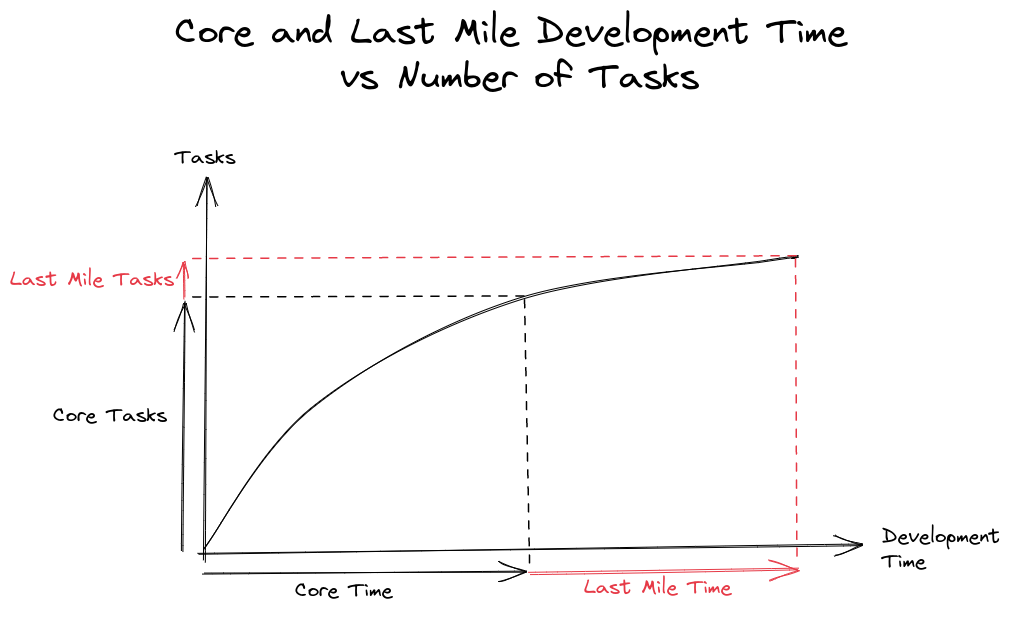 Core and Last Mile Development Time
vs Number of Tasks
Tasks
Last Mile Tasks
Core Tasks
Development
Time
Core Time
Last Mile Time